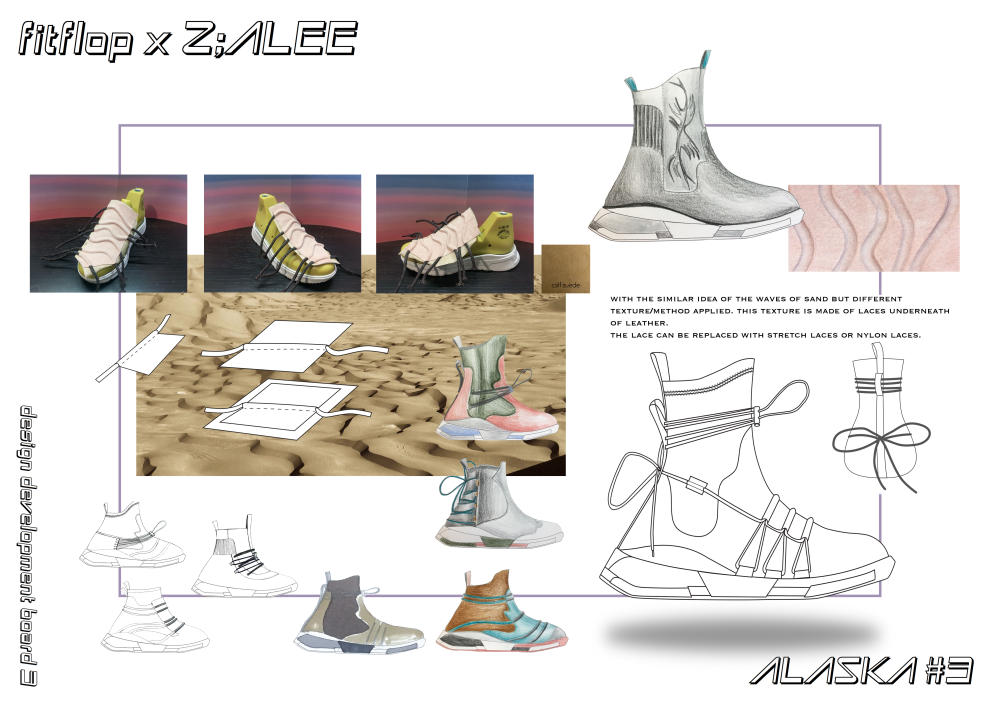 fitflop x Z;ALEE
calf suede
WITH THE SIMILAR IDEA OF THE WAVES OF SAND BUT DIFFERENT
TEXTURE/METHOD APPLIED. THIS TEXTURE IS MADE OF LACES UNDERNEATH
OF LEATHER.
THE LACE CAN BE REPLACED WITH STRETCH LACES OR NYLON LACES.
design development board 3
ALASKA #3